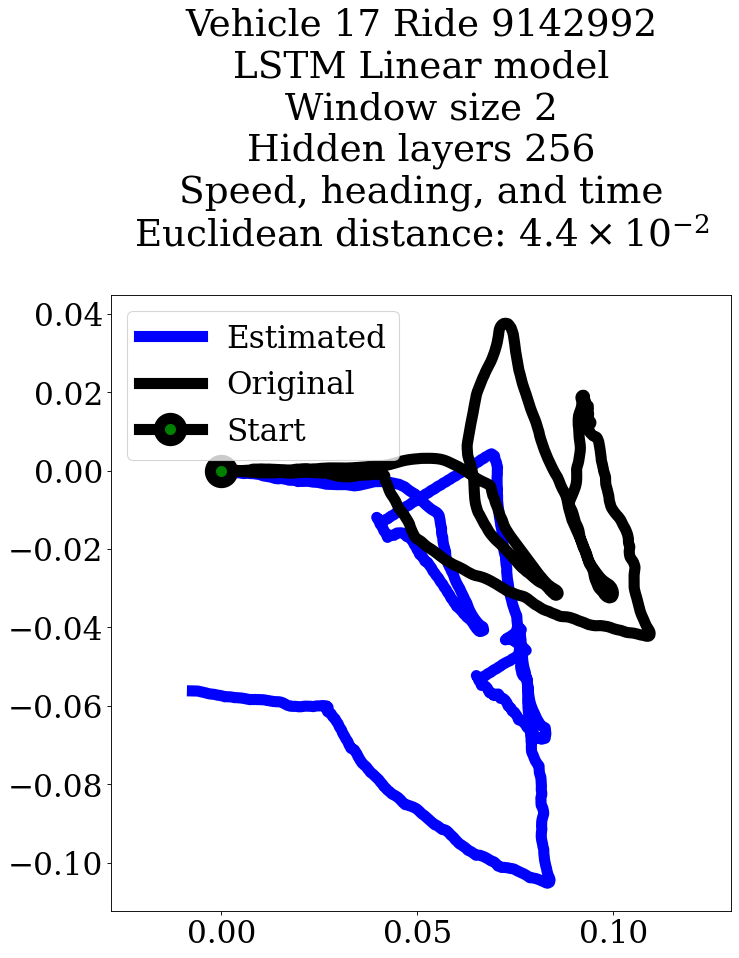 Vehicle 17 Ride 9142992
LSTM Linear model
Window size 2
Hidden layers 256
Speed, heading, and time
Euclidean distance: 4.4 × 10⁻²
Estimated
Original
Start
0.04
0.02
0.00
−0.02
−0.04
−0.06
−0.08
−0.10
0.00 0.05 0.10